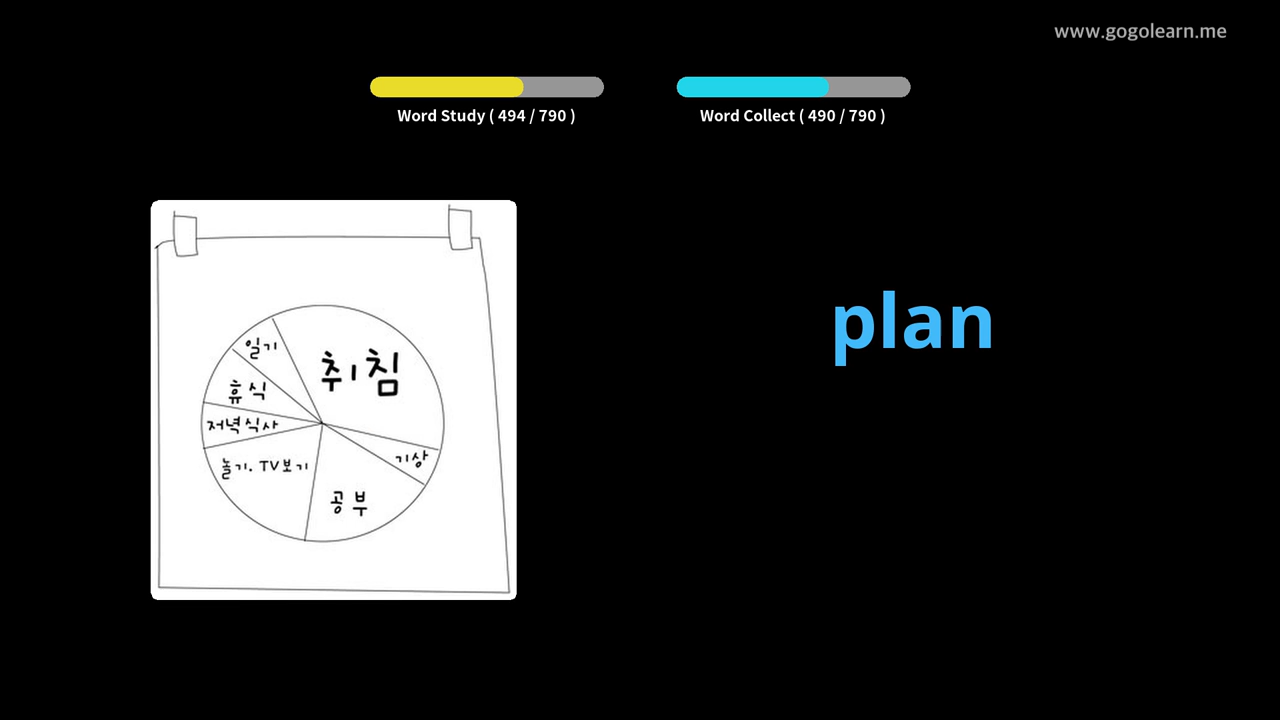 www.gogolearn.me
Word Study ( 494 / 790 )
Word Collect ( 490 / 790 )
plan
일기
취침
휴식
저녁식사
놀기. TV보기
기상
공부